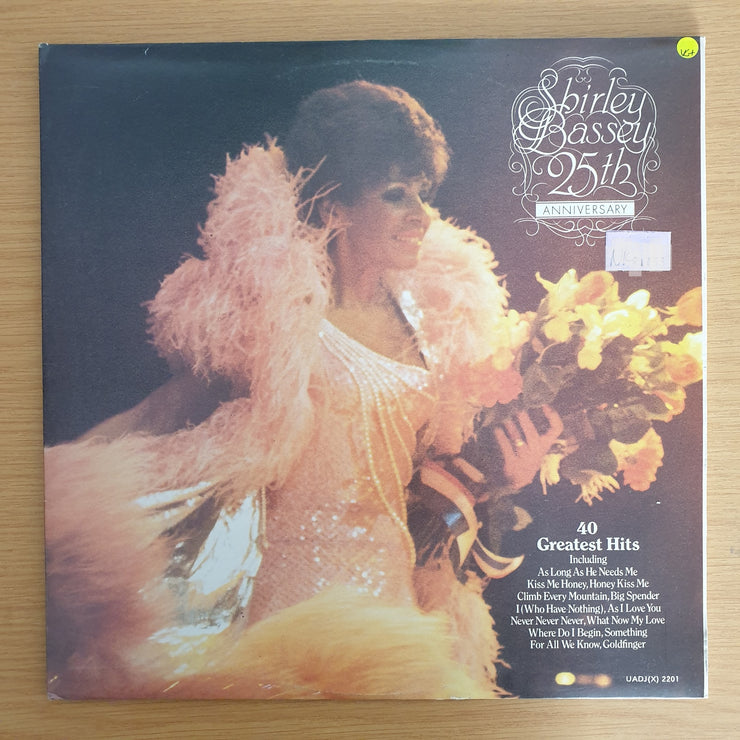 VG+
Shirley
Bassey
25th
ANNIVERSARY
40
Greatest Hits
Including
As Long As He Needs Me
Kiss Me Honey, Honey Kiss Me
Climb Every Mountain, Big Spender
I (Who Have Nothing), As I Love You
Never Never Never, What Now My Love
Where Do I Begin, Something
For All We Know, Goldfinger
UADJ(X) 2201